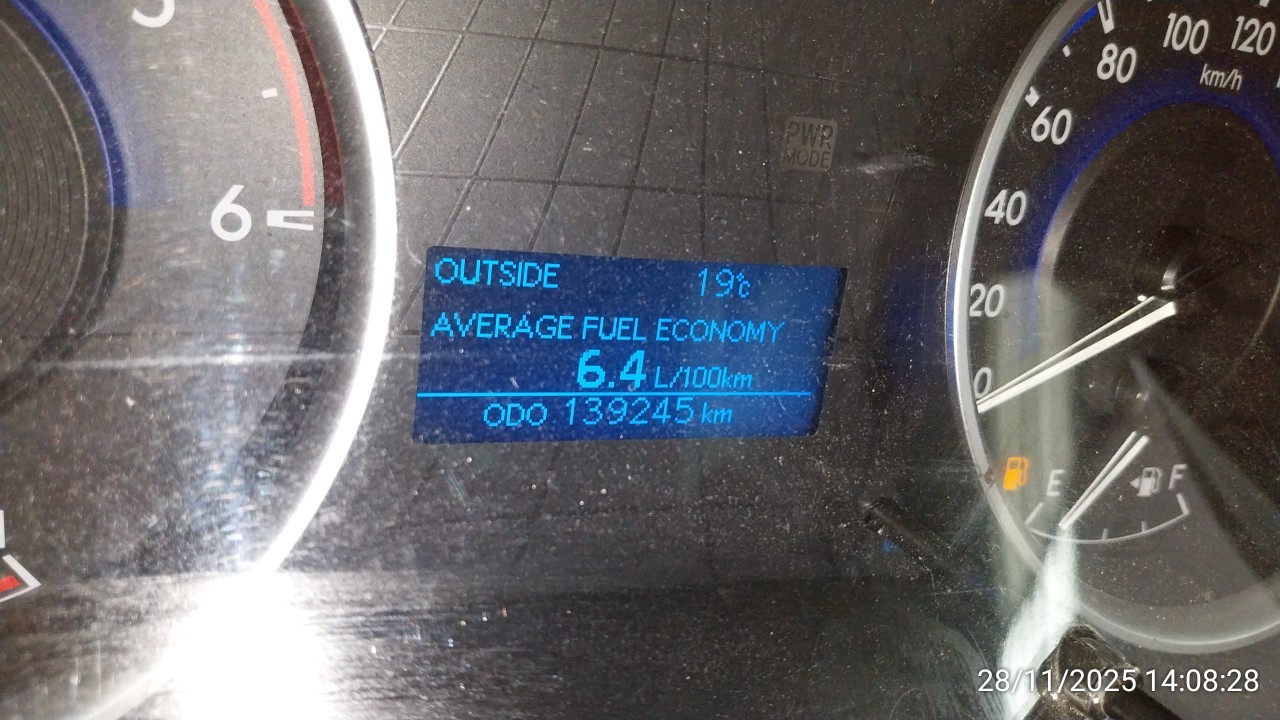 5
6
PWR
MODE
OUTSIDE 19°C
AVERAGE FUEL ECONOMY
6.4 L/100km
ODO 139245 km
0
20
40
60
80
100
120
km/h
E
F
28/11/2025 14:08:28